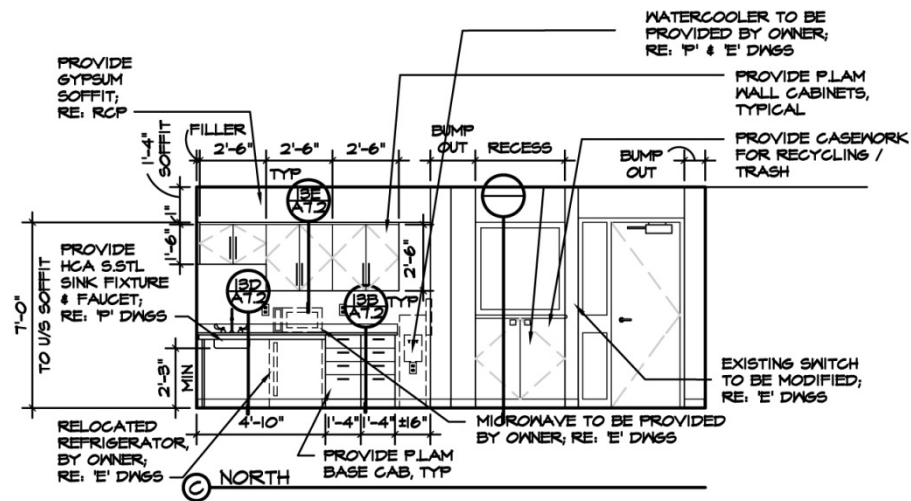 WATERCOOLER TO BE
PROVIDED BY OWNER;
RE: 'P' & 'E' DWGS
PROVIDE
GYPSUM
SOFFIT;
RE: RCP
PROVIDE P.LAM
WALL CABINETS,
TYPICAL
FILLER
BUMP
OUT
RECESS
PROVIDE CASEWORK
FOR RECYCLING /
TRASH
BUMP
OUT
1'-4"
SOFFIT
2'-6"
2'-6"
2'-6"
TYP
13E
A7.2
1"
1'-6"
2'-6"
PROVIDE
HCA S.STL
SINK FIXTURE
& FAUCET;
RE: 'P' DWGS
13D
A7.2
13B
A7.2
TYP
7'-0"
TO U/S SOFFIT
2'-8"
MIN
EXISTING SWITCH
TO BE MODIFIED;
RE: 'E' DWGS
4'-10"
1'-4"
1'-4"
±16"
RELOCATED
REFRIGERATOR,
BY OWNER;
RE: 'E' DWGS
MICROWAVE TO BE PROVIDED
BY OWNER; RE: 'E' DWGS
PROVIDE P.LAM
BASE CAB, TYP
C NORTH